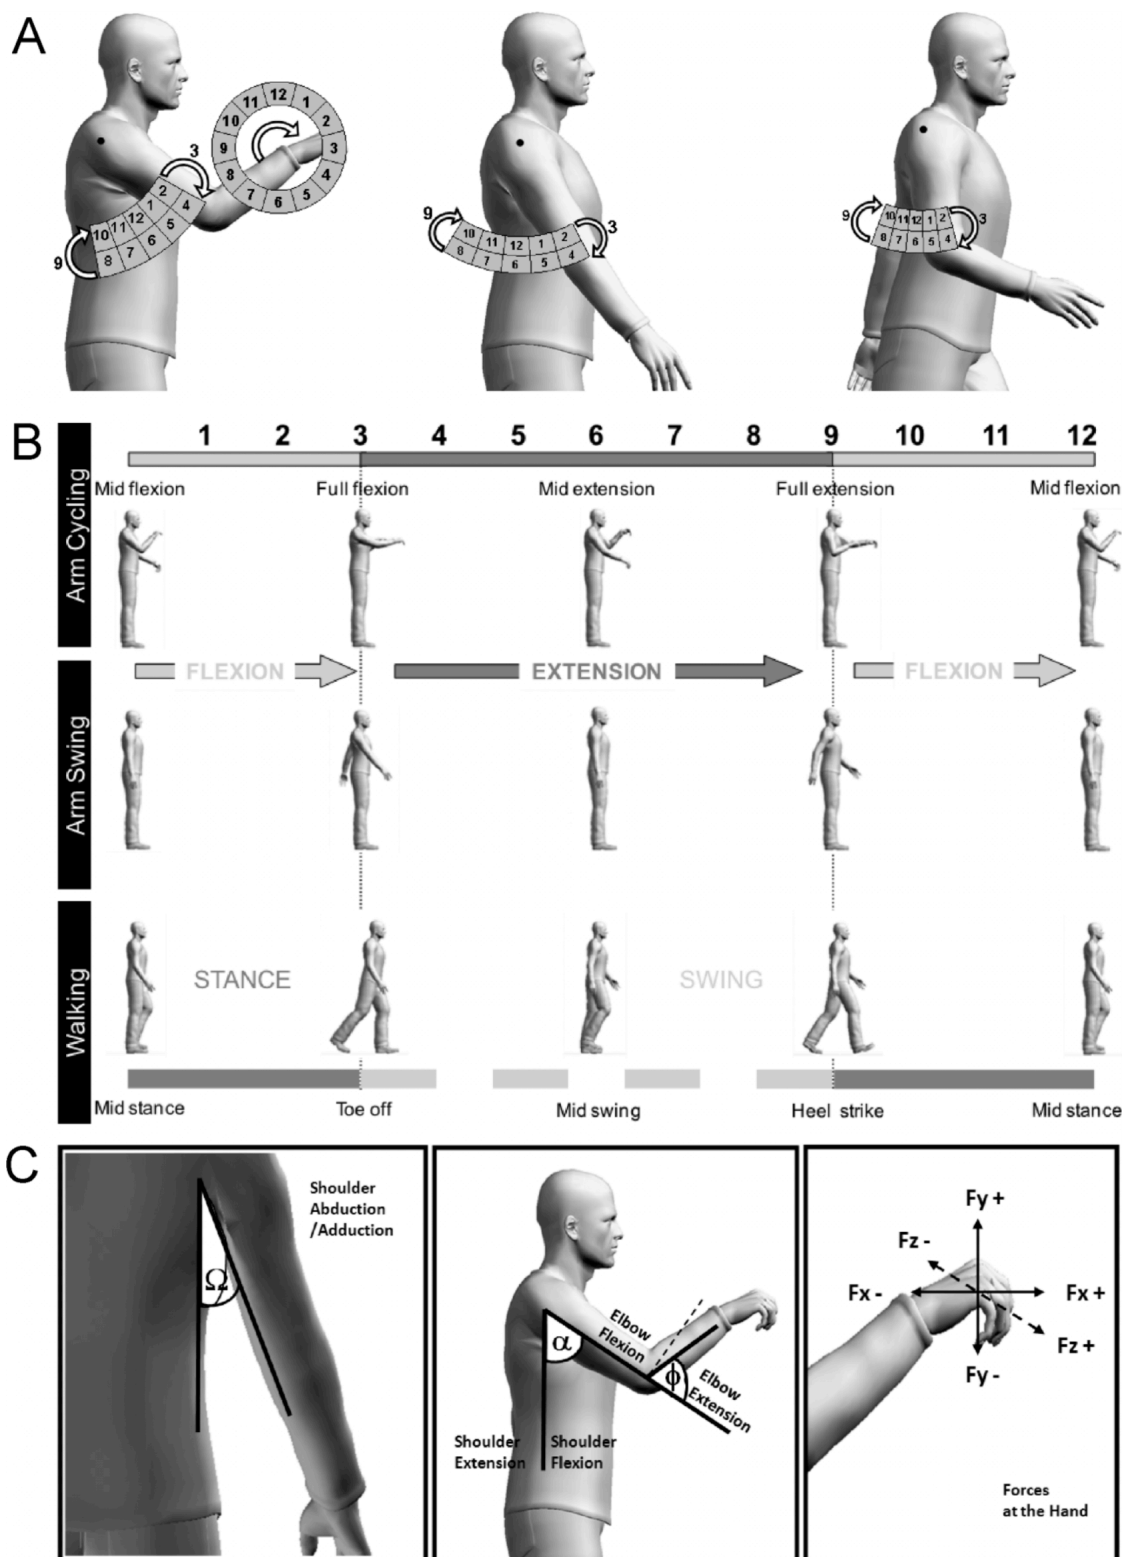 A
12
1
2
3
4
5
6
7
8
9
10
11
3
2
1
12
11
10
4
5
6
7
8
9
9
10
11
12
1
2
3
8
7
6
5
4
9
10
11
12
1
2
3
8
7
6
5
4
B
1 2 3 4 5 6 7 8 9 10 11 12
Arm Cycling
Mid flexion Full flexion Mid extension Full extension Mid flexion
FLEXION EXTENSION FLEXION
Arm Swing
Walking
STANCE SWING
Mid stance Toe off Mid swing Heel strike Mid stance
C
Shoulder
Abduction
/Adduction
Ω
α
Elbow
Flexion
ϕ
Elbow
Extension
Shoulder
Extension
Shoulder
Flexion
Fy +
Fz -
Fx -
Fx +
Fz +
Fy -
Forces
at the Hand